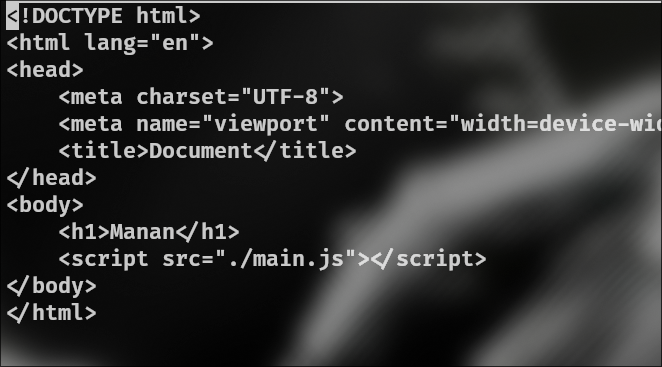 <!DOCTYPE html>
<html lang="en">
<head>
    <meta charset="UTF-8">
    <meta name="viewport" content="width=device-wid
    <title>Document</title>
</head>
<body>
    <h1>Manan</h1>
    <script src="./main.js"></script>
</body>
</html>